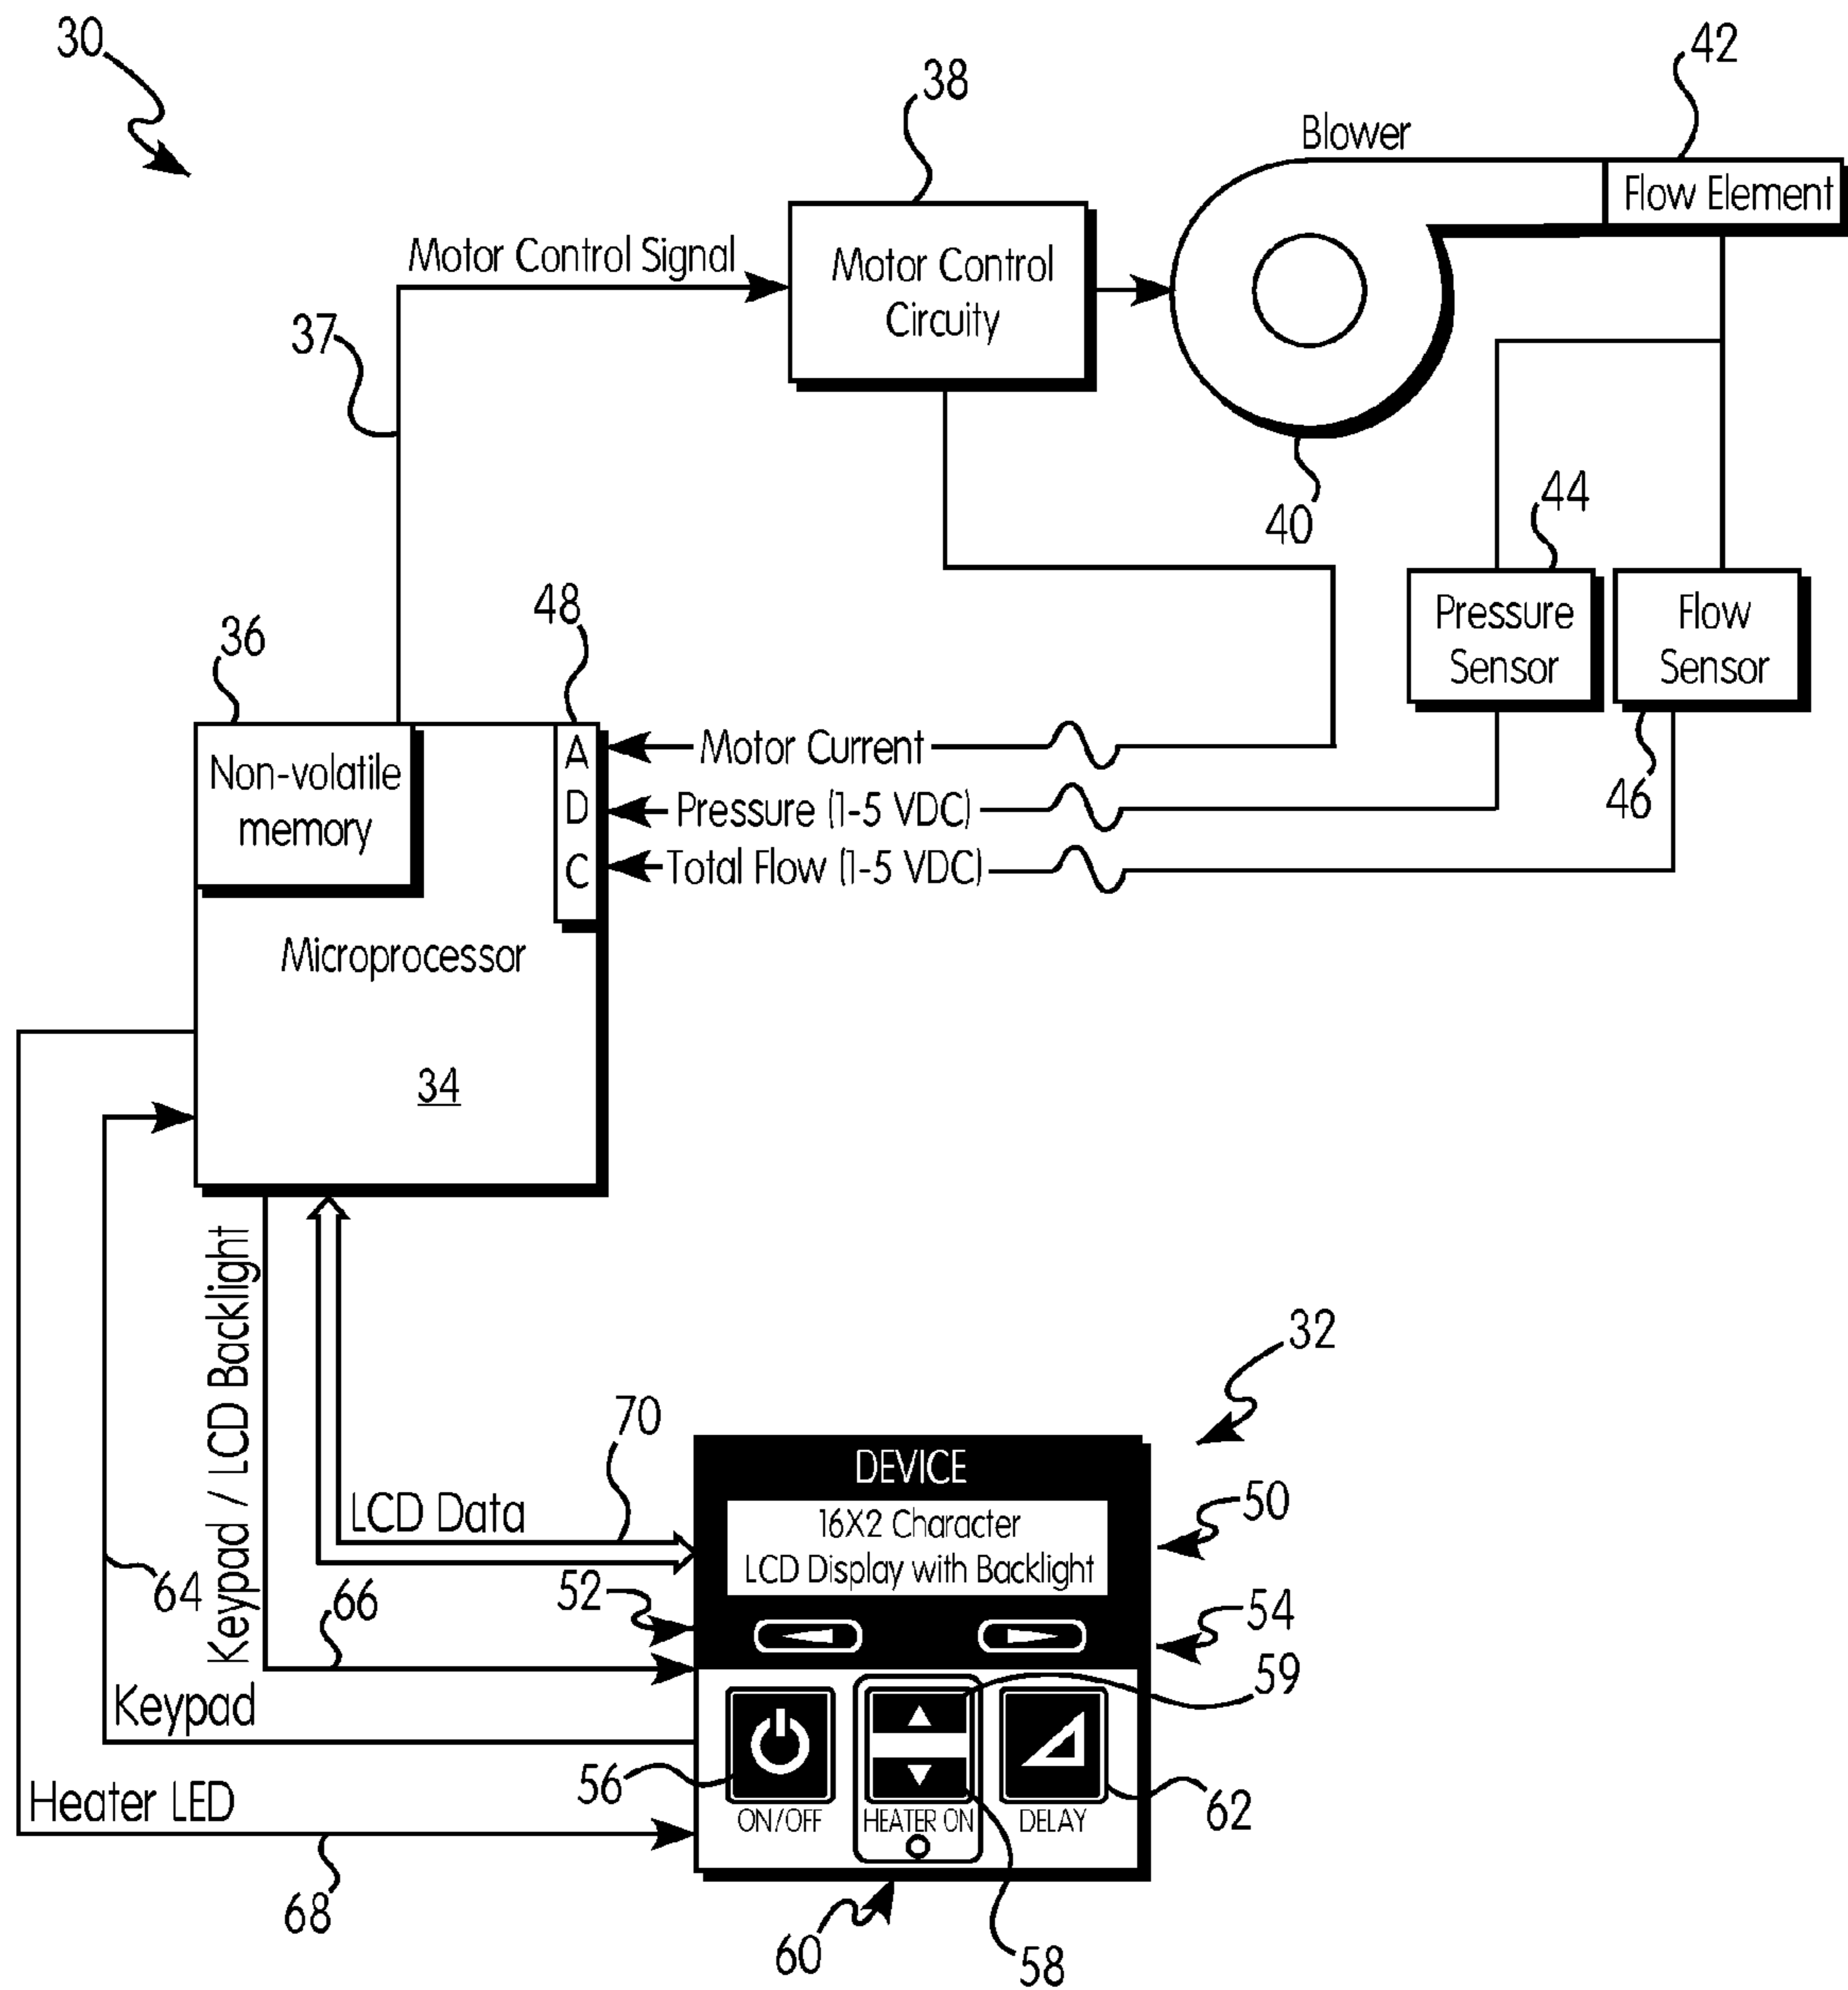 30
38
42
Blower
Flow Element
Motor Control Signal
Motor Control
Circuity
37
40
44
36
48
Pressure
Sensor
Flow
Sensor
46
Non-volatile
memory
A
D
C
Motor Current
Pressure (1-5 VDC)
Total Flow (1-5 VDC)
Microprocessor
34
Keypad / LCD Backlight
32
70
DEVICE
50
LCD Data
16X2 Character
LCD Display with Backlight
64
66
52
54
59
Keypad
56
Heater LED
ON/OFF
HEATER ON
DELAY
62
68
60
58